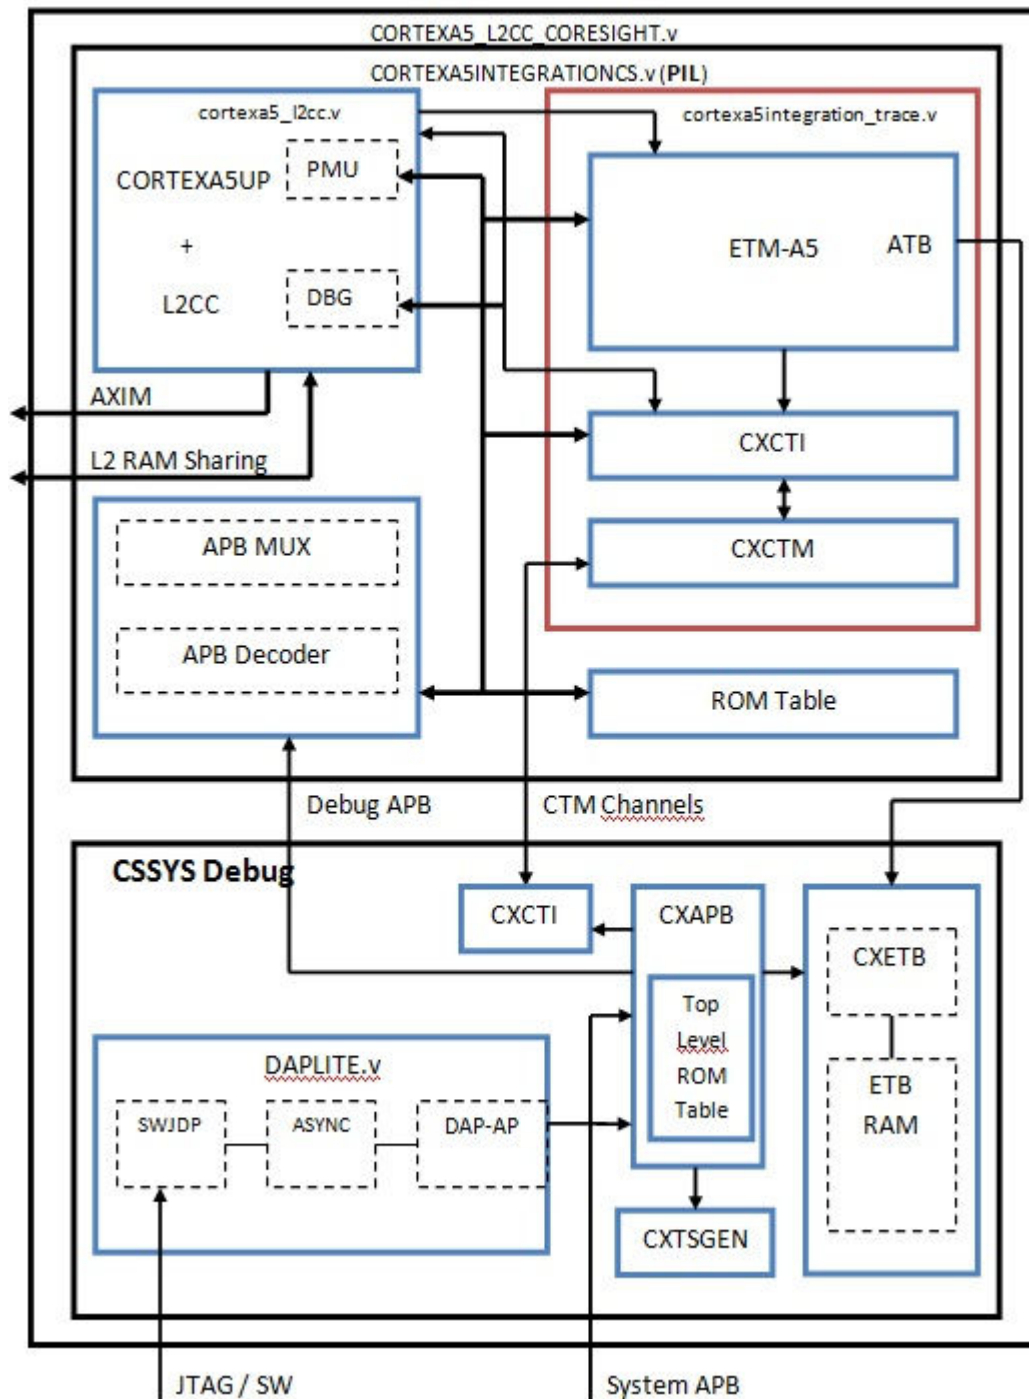 CORTEXA5_L2CC_CORESIGHT.v
CORTEXA5INTEGRATIONCS.v (PIL)
cortexa5_l2cc.v
CORTEXA5UP
+
L2CC
PMU
DBG
cortexa5integration_trace.v
ETM-A5
ATB
CXCTI
CXCTM
AXIM
L2 RAM Sharing
APB MUX
APB Decoder
ROM Table
Debug APB
CTM Channels
CSSYS Debug
CXCTI
CXAPB
Top
Level
ROM
Table
CXETB
ETB
RAM
DAPLITE.v
SWJDP
ASYNC
DAP-AP
CXTSGEN
JTAG / SW
System APB